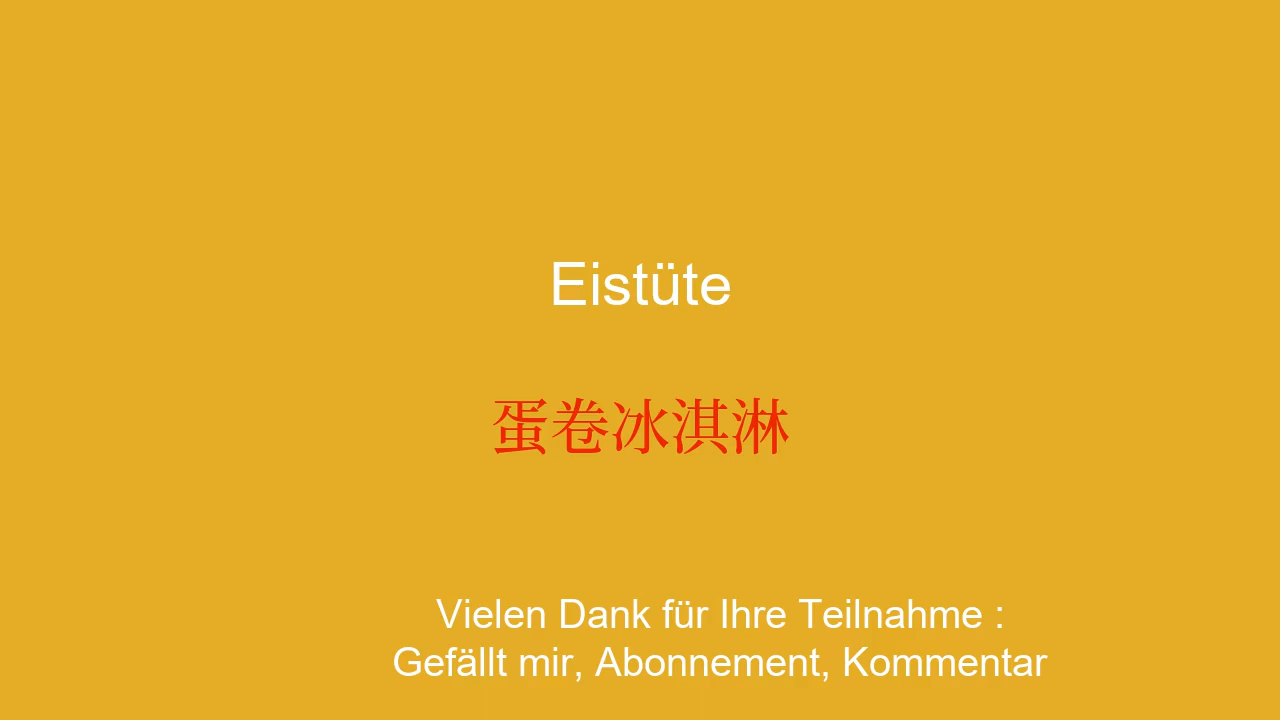 Eistüte
蛋卷冰淇淋
Vielen Dank für Ihre Teilnahme :
Gefällt mir, Abonnement, Kommentar